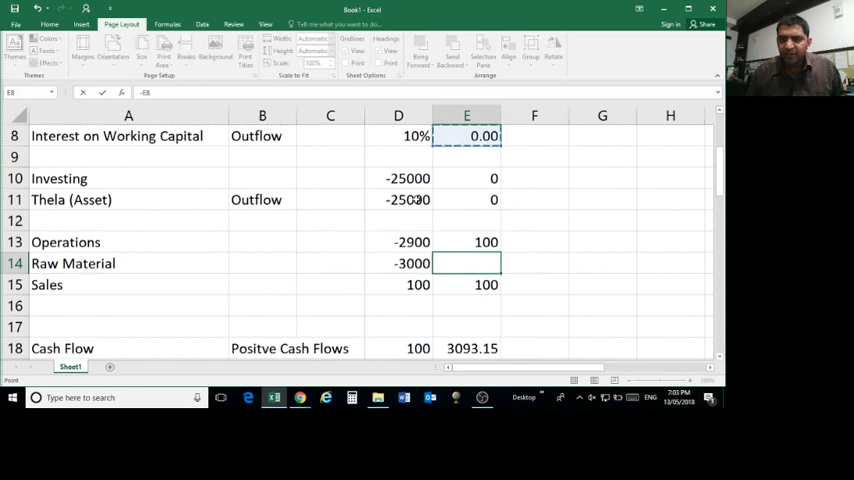 Book1 - Excel
Sign in Share
File Home Insert Page Layout Formulas Data Review View Tell me what you want to do...
Themes Colors Fonts Effects Margins Orientation Size Print Area Breaks Background Print Titles Width: Automatic Height: Automatic Scale: 100% Gridlines View Print Headings View Print Bring Forward Send Backward Selection Pane Align Group Rotate
Themes Page Setup Scale to Fit Sheet Options Arrange
E8 fx -E8
A B C D E F G H
8 Interest on Working Capital Outflow 10% 0.00
9
10 Investing -25000 0
11 Thela (Asset) Outflow -25000 0
12
13 Operations -2900 100
14 Raw Material -3000
15 Sales 100 100
16
17
18 Cash Flow Positve Cash Flows 100 3093.15
Sheet1
Point
Type here to search Desktop ENG 7:03 PM 13/05/2018